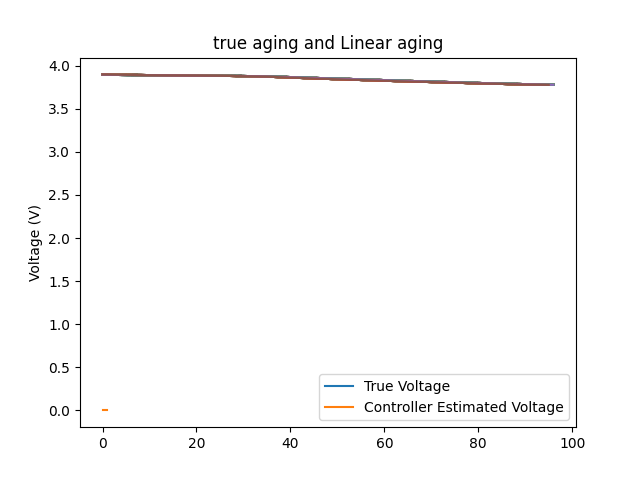 true aging and Linear aging
4.0
3.5
3.0
2.5
2.0
1.5
1.0
0.5
0.0
Voltage (V)
True Voltage
Controller Estimated Voltage
0 20 40 60 80 100